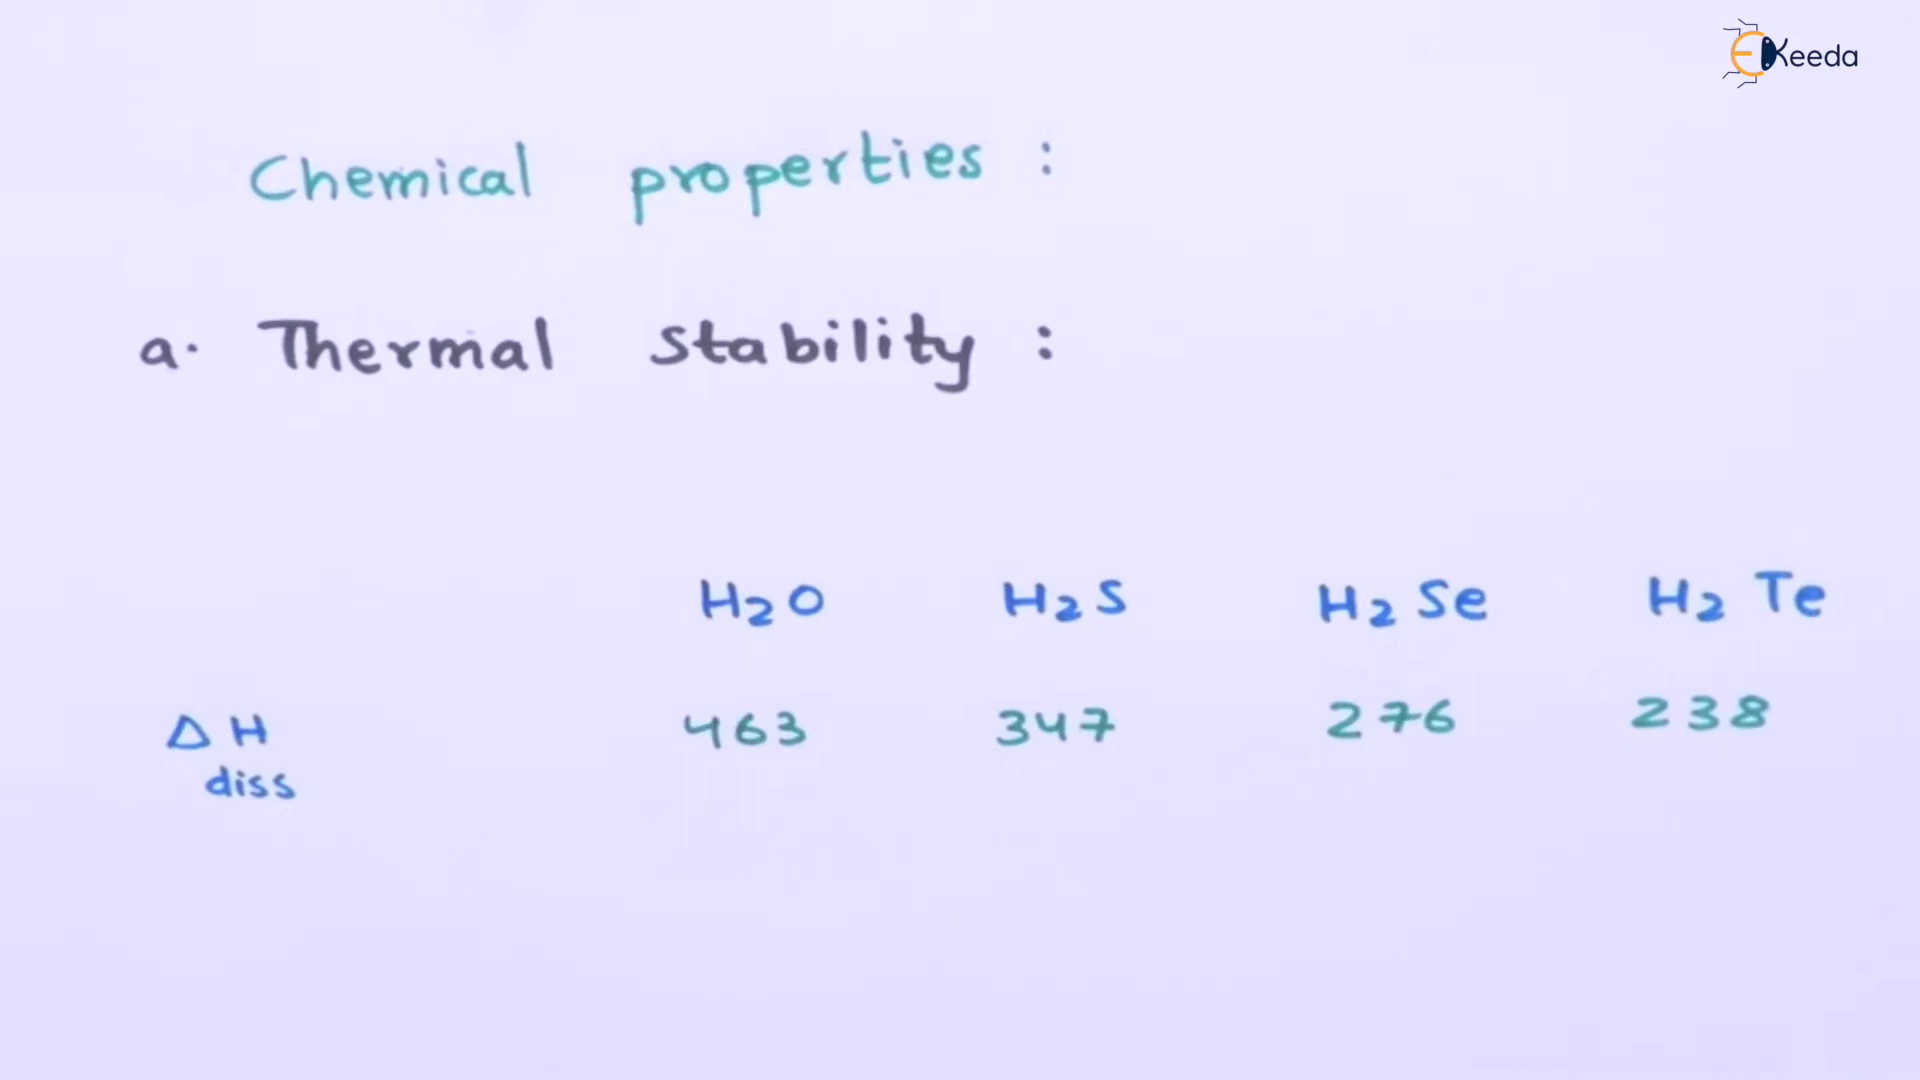 EKeeda
Chemical properties :
a. Thermal stability :
H₂O H₂S H₂Se H₂Te
ΔH 463 347 276 238
diss